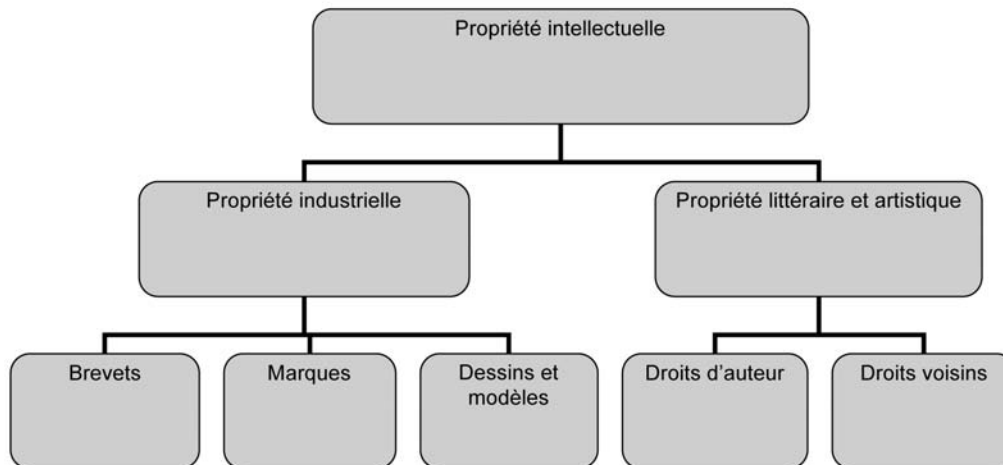 Propriété intellectuelle
Propriété industrielle
Propriété littéraire et artistique
Brevets
Marques
Dessins et
modèles
Droits d'auteur
Droits voisins